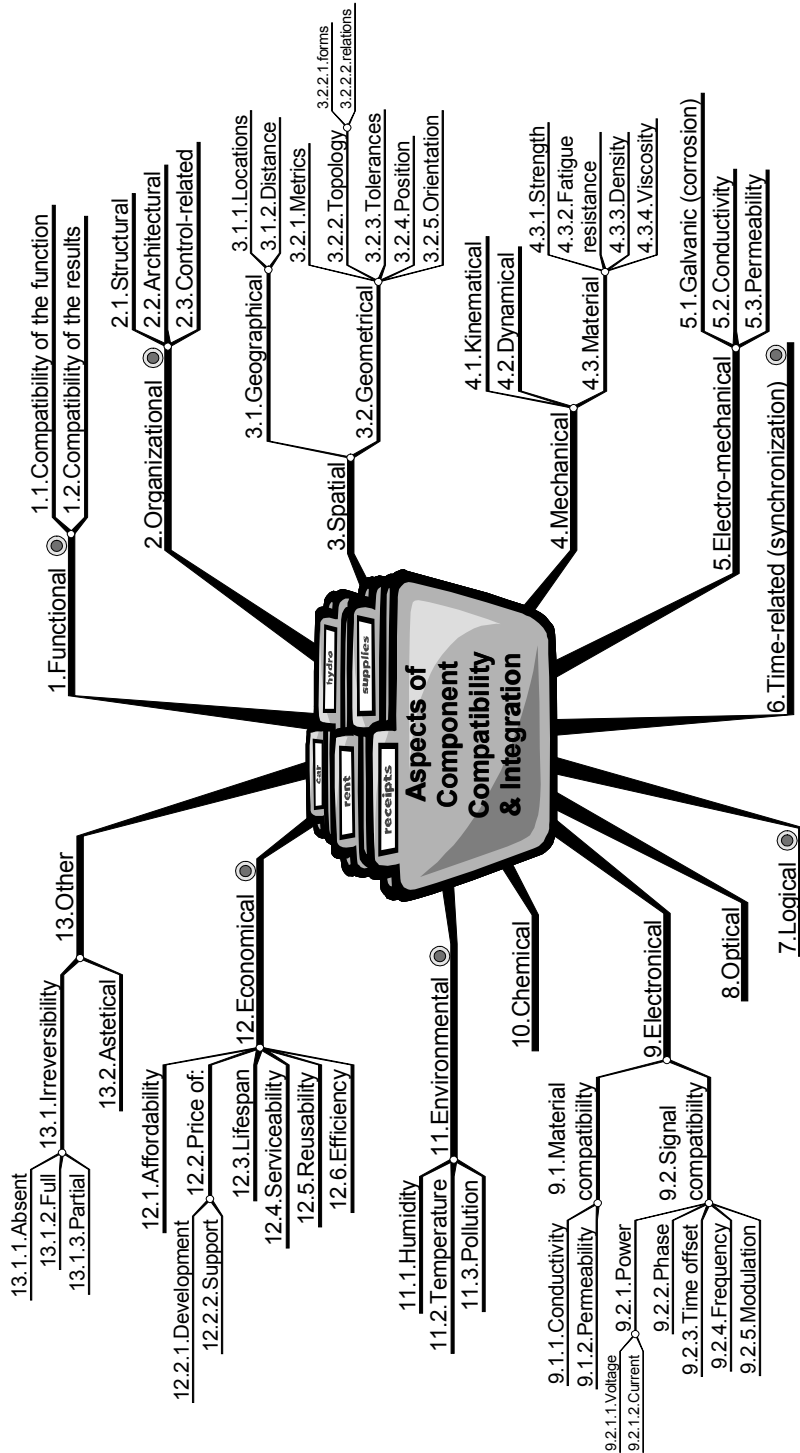 Aspects of
Component
Compatibility
& Integration
car
rent
receipts
hydro
supplies
1.Functional
1.1.Compatibility of the function
1.2.Compatibility of the results
2.Organizational
2.1.Structural
2.2.Architectural
2.3.Control-related
3.Spatial
3.1.Geographical
3.1.1.Locations
3.1.2.Distance
3.2.Geometrical
3.2.1.Metrics
3.2.2.Topology
3.2.2.1.forms
3.2.2.2.relations
3.2.3.Tolerances
3.2.4.Position
3.2.5.Orientation
4.Mechanical
4.1.Kinematical
4.2.Dynamical
4.3.Material
4.3.1.Strength
4.3.2.Fatigue
resistance
4.3.3.Density
4.3.4.Viscosity
5.Electro-mechanical
5.1.Galvanic (corrosion)
5.2.Conductivity
5.3.Permeability
6.Time-related (synchronization)
7.Logical
8.Optical
9.Electronical
9.1.Material
compatibility
9.1.1.Conductivity
9.1.2.Permeability
9.2.Signal
compatibility
9.2.1.Power
9.2.1.1.Voltage
9.2.1.2.Current
9.2.2.Phase
9.2.3.Time offset
9.2.4.Frequency
9.2.5.Modulation
10.Chemical
11.Environmental
11.1.Humidity
11.2.Temperature
11.3.Pollution
12.Economical
12.1.Affordability
12.2.Price of:
12.2.1.Development
12.2.2.Support
12.3.Lifespan
12.4.Serviceability
12.5.Reusability
12.6.Efficiency
13.Other
13.1.Irreversibility
13.1.1.Absent
13.1.2.Full
13.1.3.Partial
13.2.Astetical